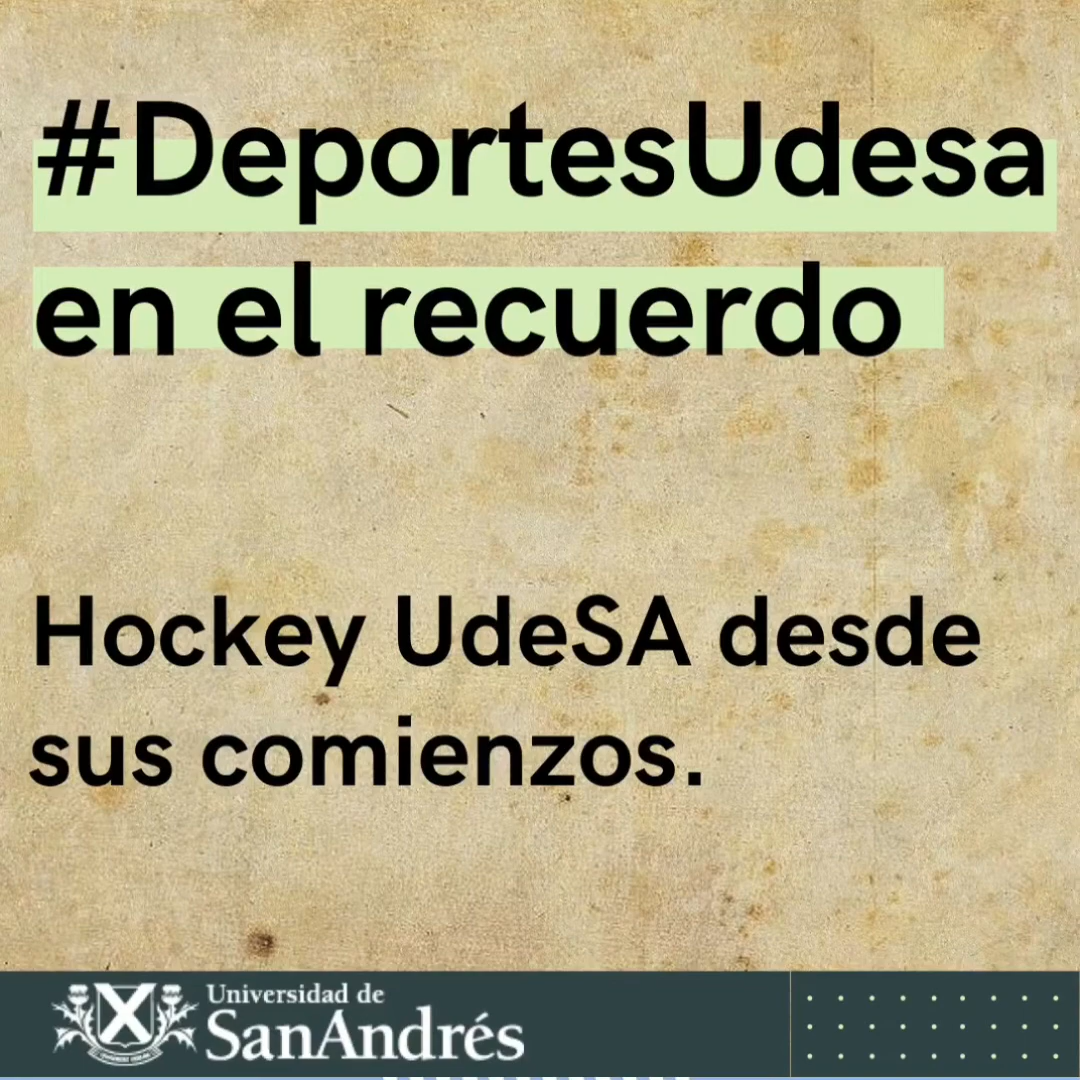 #DeportesUdesa
en el recuerdo
Hockey UdeSA desde
sus comienzos.
Universidad de
SanAndrés